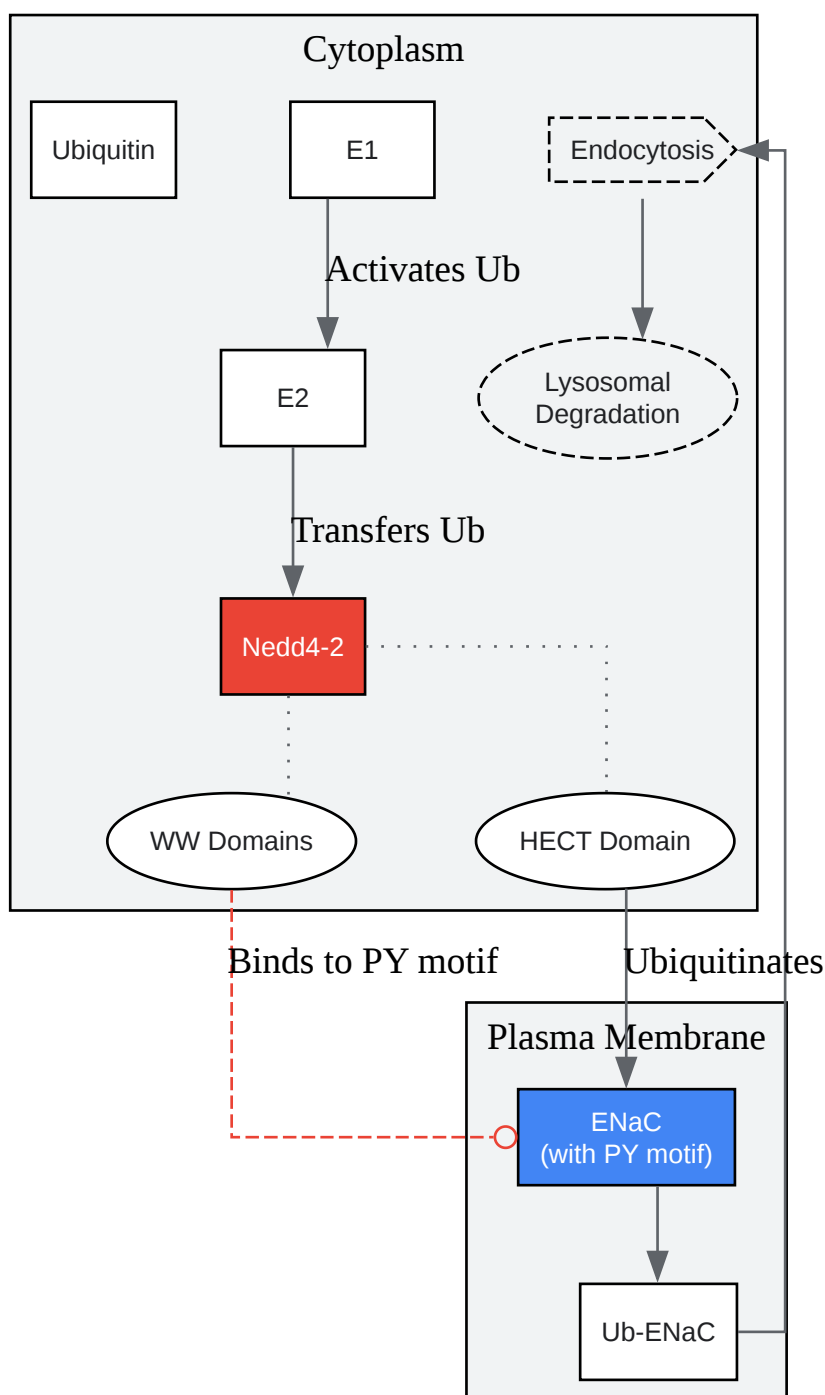 Cytoplasm
Ubiquitin
E1
Endocytosis
Activates Ub
E2
Lysosomal
Degradation
Transfers Ub
Nedd4-2
WW Domains
HECT Domain
Binds to PY motif
Ubiquitinates
Plasma Membrane
ENaC
(with PY motif)
Ub-ENaC